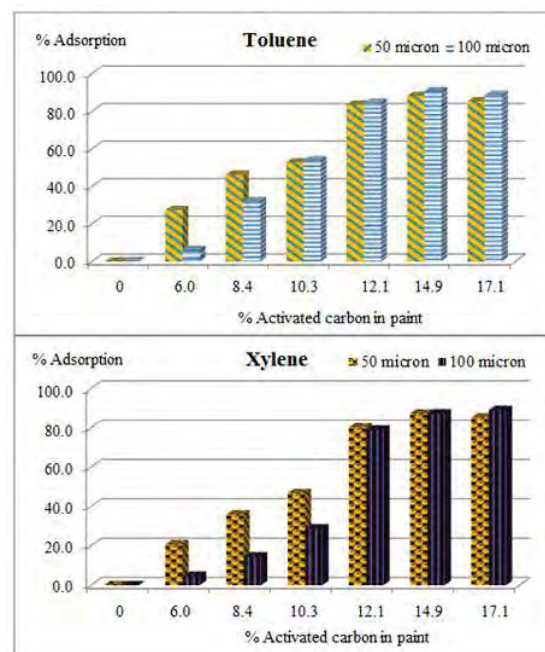 % Adsorption Toluene 50 micron 100 micron
100.0
80.0
60.0
40.0
20.0
0.0
0 6.0 8.4 10.3 12.1 14.9 17.1
% Activated carbon in paint
% Adsorption Xylene 50 micron 100 micron
100.0
80.0
60.0
40.0
20.0
0.0
0 6.0 8.4 10.3 12.1 14.9 17.1
% Activated carbon in paint